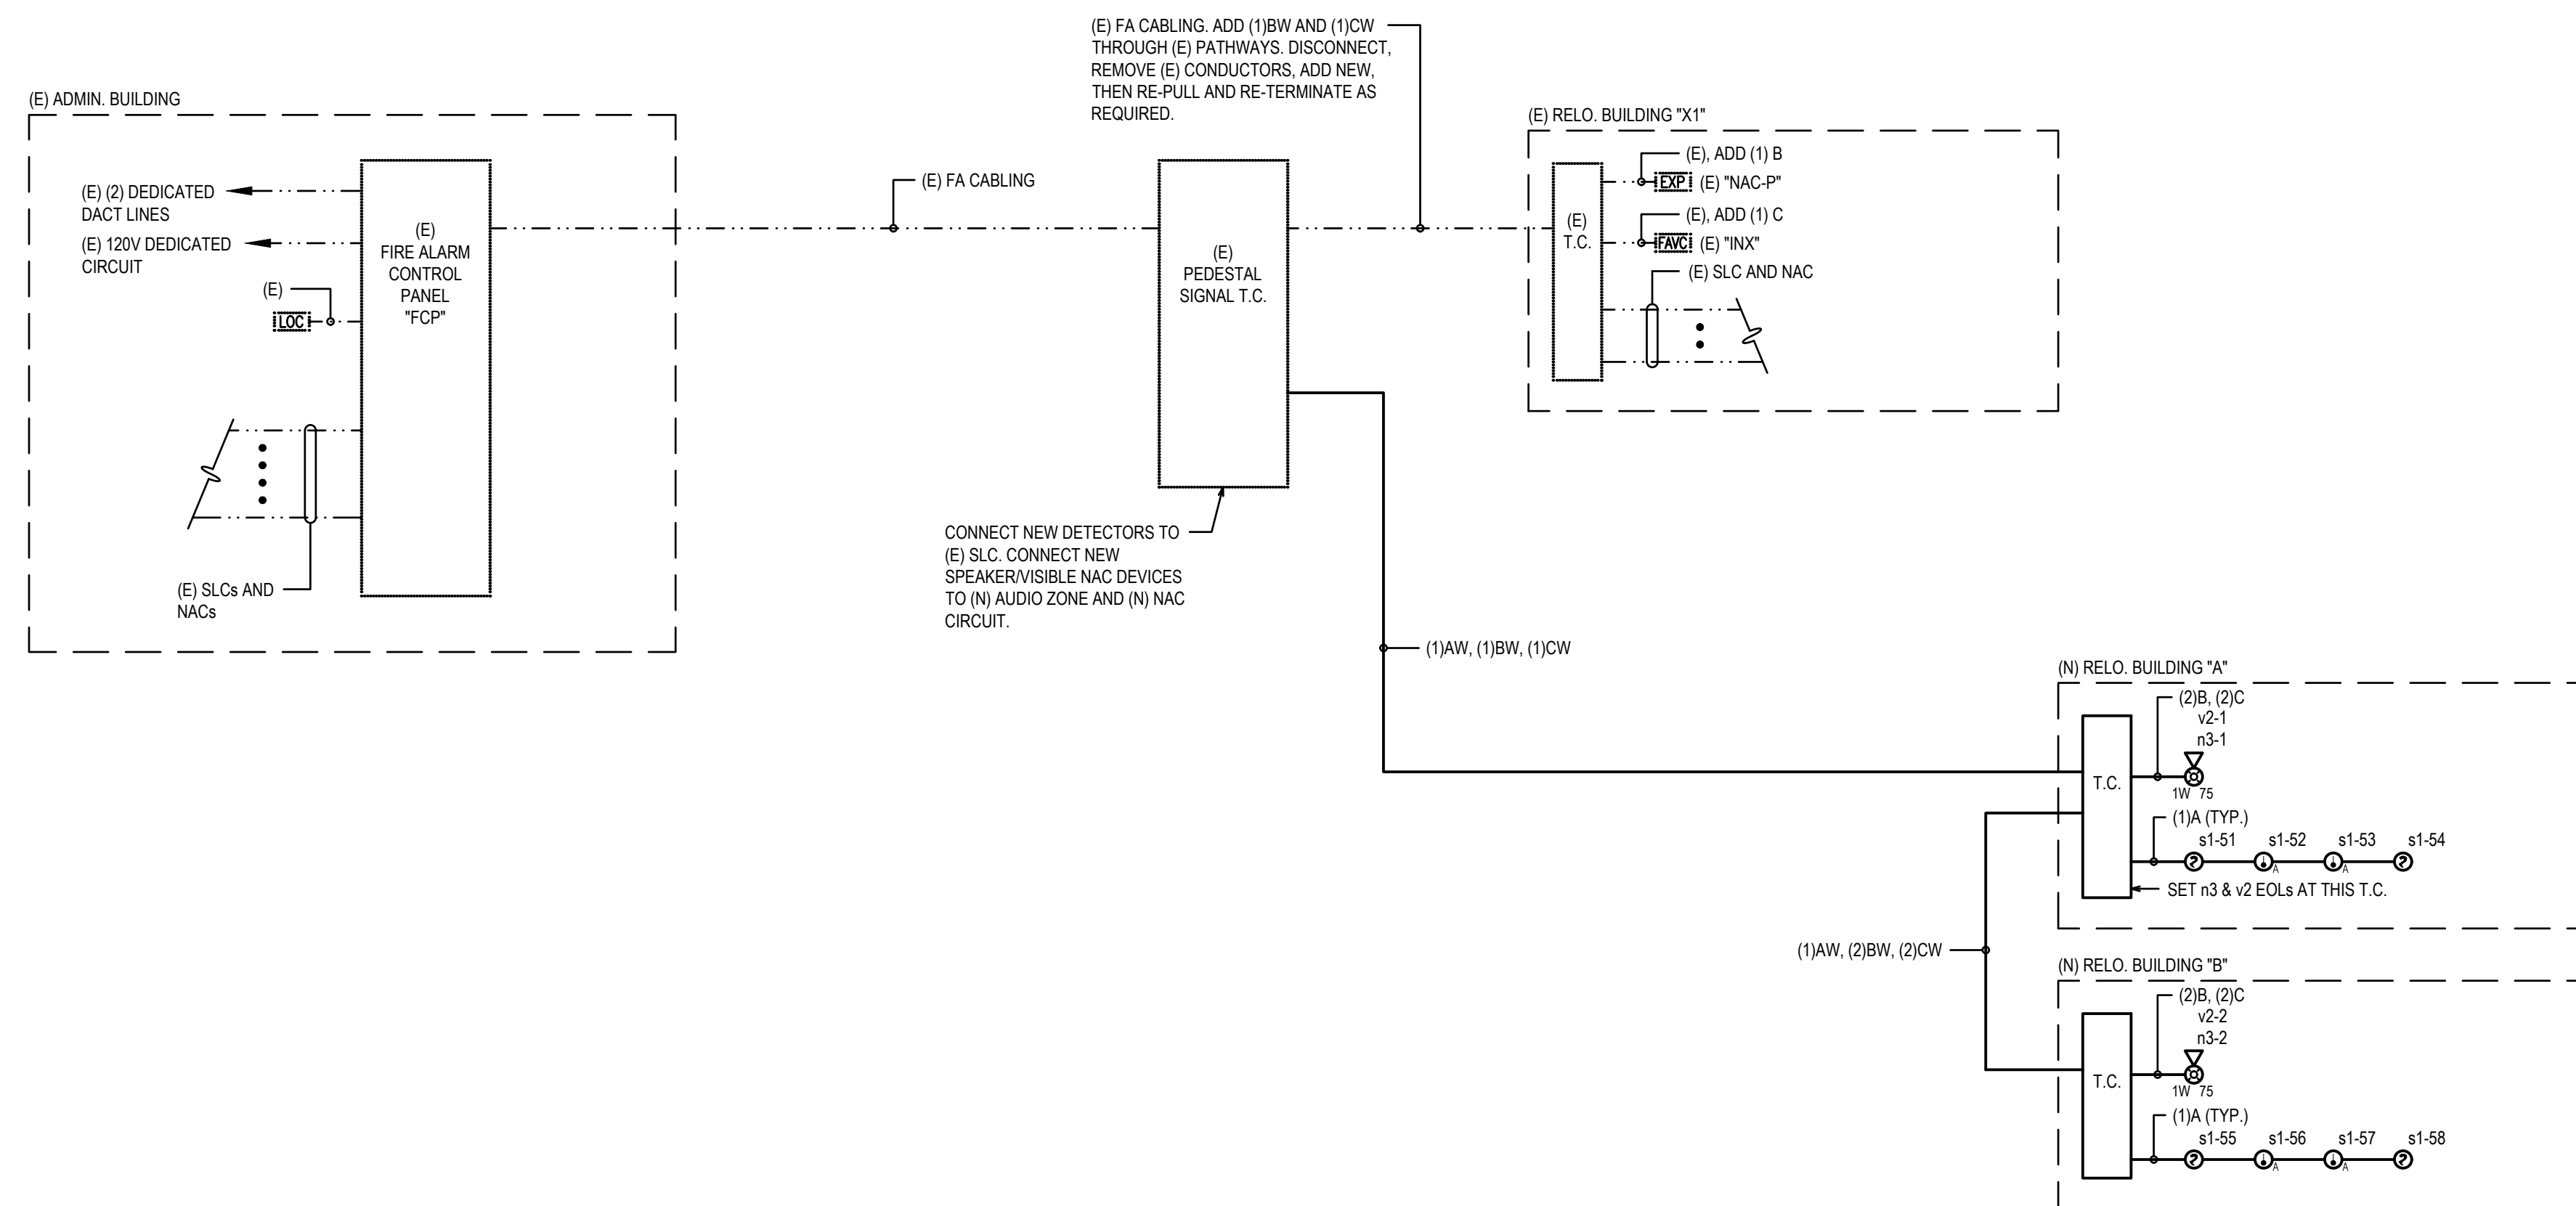 (E) FA CABLING. ADD (1)BW AND (1)CW
THROUGH (E) PATHWAYS. DISCONNECT,
REMOVE (E) CONDUCTORS, ADD NEW,
THEN RE-PULL AND RE-TERMINATE AS
REQUIRED.
(E) ADMIN. BUILDING
(E) (2) DEDICATED
DACT LINES
(E) 120V DEDICATED
CIRCUIT
(E)
LOC
(E)
FIRE ALARM
CONTROL
PANEL
"FCP"
(E) SLCs AND
NACs
(E) FA CABLING
(E)
PEDESTAL
SIGNAL T.C.
CONNECT NEW DETECTORS TO
(E) SLC. CONNECT NEW
SPEAKER/VISIBLE NAC DEVICES
TO (N) AUDIO ZONE AND (N) NAC
CIRCUIT.
(E) RELO. BUILDING "X1"
(E)
T.C.
(E), ADD (1) B
EXP (E) "NAC-P"
(E), ADD (1) C
FAVC (E) "INX"
(E) SLC AND NAC
(1)AW, (1)BW, (1)CW
(N) RELO. BUILDING "A"
(2)B, (2)C
v2-1
n3-1
T.C.
1W 75
(1)A (TYP.)
s1-51 s1-52 s1-53 s1-54
A A
SET n3 & v2 EOLs AT THIS T.C.
(1)AW, (2)BW, (2)CW
(N) RELO. BUILDING "B"
(2)B, (2)C
v2-2
n3-2
T.C.
1W 75
(1)A (TYP.)
s1-55 s1-56 s1-57 s1-58
A A